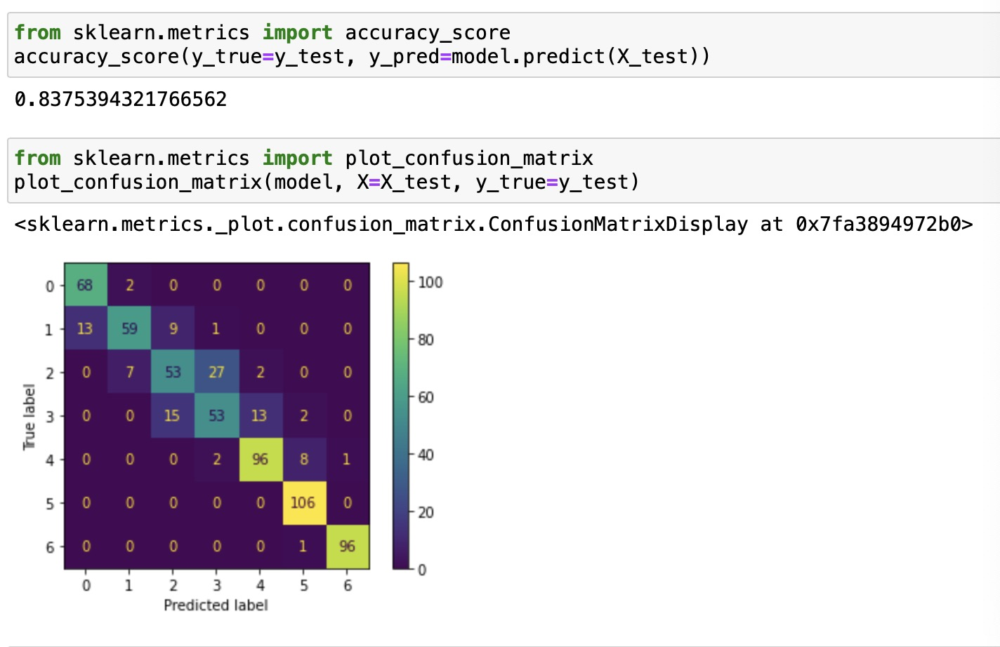 from sklearn.metrics import accuracy_score
accuracy_score(y_true=y_test, y_pred=model.predict(X_test))
0.8375394321766562
from sklearn.metrics import plot_confusion_matrix
plot_confusion_matrix(model, X=X_test, y_true=y_test)
<sklearn.metrics._plot.confusion_matrix.ConfusionMatrixDisplay at 0x7fa3894972b0>
True label
0 68 2 0 0 0 0 0
1 13 59 9 1 0 0 0
2 0 7 53 27 2 0 0
3 0 0 15 53 13 2 0
4 0 0 0 2 96 8 1
5 0 0 0 0 0 106 0
6 0 0 0 0 0 1 96
0 1 2 3 4 5 6
Predicted label
100
80
60
40
20
0